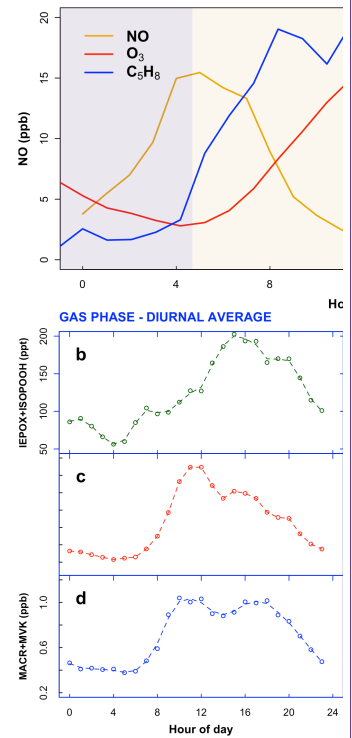 NO
O3
C5H8
NO (ppb)
20
15
10
5
0
0 4 8
Ho
GAS PHASE - DIURNAL AVERAGE
b
IEPOX+ISOPOOH (ppt)
200
150
100
50
c
d
MACR+MVK (ppb)
1.0
0.6
0.2
0 4 8 12 16 20 24
Hour of day